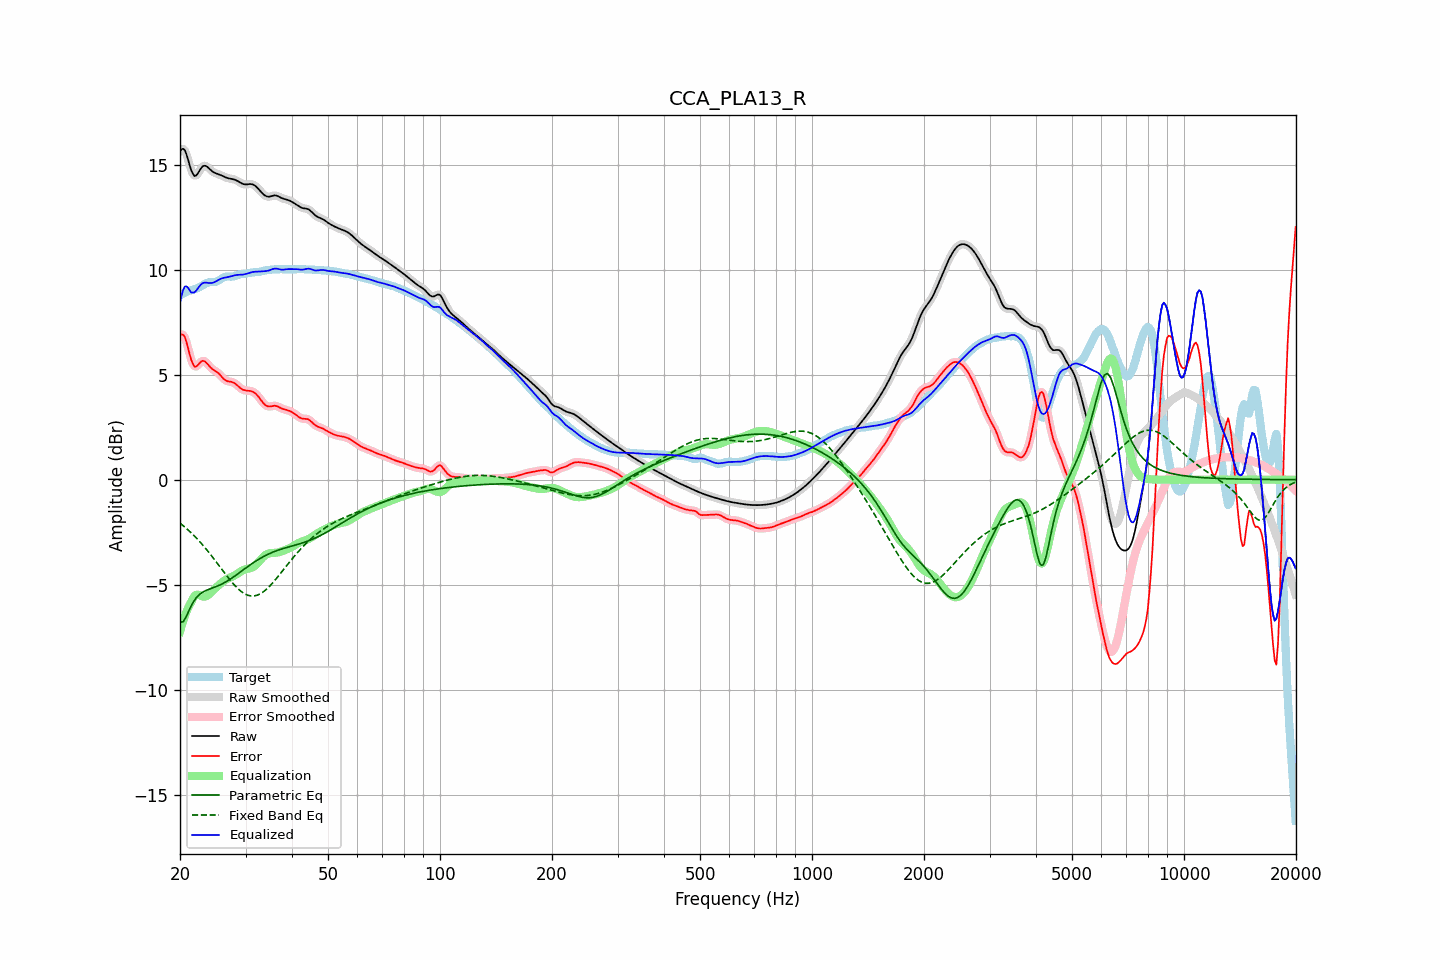 CCA_PLA13_R
Amplitude (dBr)
15
10
5
0
−5
−10
−15
Target
Raw Smoothed
Error Smoothed
Raw
Error
Equalization
Parametric Eq
Fixed Band Eq
Equalized
20
50
100
200
500
1000
2000
5000
10000
20000
Frequency (Hz)